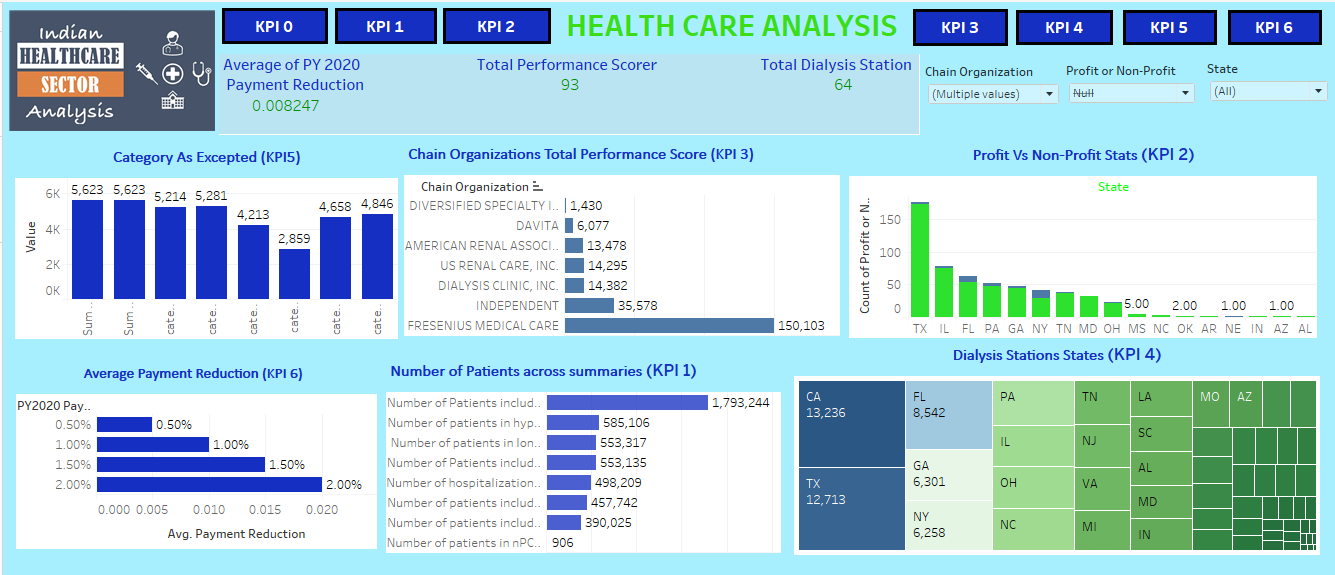 Indian
HEALTHCARE
SECTOR
Analysis
KPI 0
KPI 1
KPI 2
HEALTH CARE ANALYSIS
KPI 3
KPI 4
KPI 5
KPI 6
Average of PY 2020
Payment Reduction
0.008247
Total Performance Scorer
93
Total Dialysis Station
64
Chain Organization
(Multiple values)
Profit or Non-Profit
Null
State
(All)
Category As Excepted (KPI5)
Value
6K
4K
2K
0K
5,623
5,623
5,214
5,281
4,213
2,859
4,658
4,846
Sum ..
Sum ..
cate..
cate..
cate..
cate..
cate..
cate..
Chain Organizations Total Performance Score (KPI 3)
Chain Organization
DIVERSIFIED SPECIALTY I.. 1,430
DAVITA 6,077
AMERICAN RENAL ASSOCI.. 13,478
US RENAL CARE, INC. 14,295
DIALYSIS CLINIC, INC. 14,382
INDEPENDENT 35,578
FRESENIUS MEDICAL CARE 150,103
Profit Vs Non-Profit Stats (KPI 2)
State
Count of Profit or N..
150
100
50
0
5.00
2.00
1.00
1.00
TX IL FL PA GA NY TN MD OH MS NC OK AR NE IN AZ AL
Average Payment Reduction (KPI 6)
PY2020 Pay..
0.50% 0.50%
1.00% 1.00%
1.50% 1.50%
2.00% 2.00%
0.000 0.005 0.010 0.015 0.020
Avg. Payment Reduction
Number of Patients across summaries (KPI 1)
Number of Patients includ.. 1,793,244
Number of patients in hyp.. 585,106
Number of patients in lon.. 553,317
Number of Patients includ.. 553,135
Number of hospitalization.. 498,209
Number of patients includ.. 457,742
Number of patients includ.. 390,025
Number of patients in nPC.. 906
Dialysis Stations States (KPI 4)
CA
13,236
TX
12,713
FL
8,542
GA
6,301
NY
6,258
PA
IL
OH
NC
TN
NJ
VA
MI
LA
SC
AL
MD
IN
MO
AZ